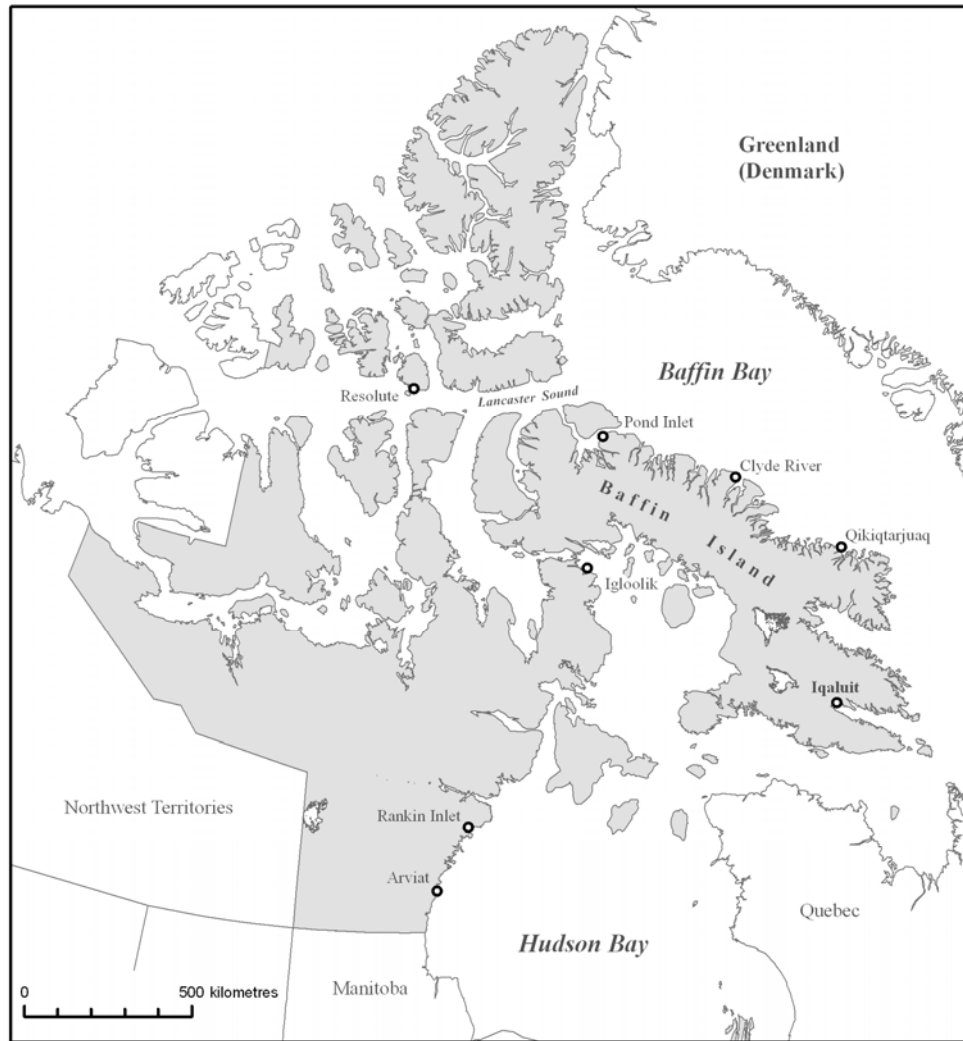 Greenland
(Denmark)
Baffin Bay
Resolute
Lancaster Sound
Pond Inlet
Clyde River
Baffin
Island
Qikiqtarjuaq
Igloolik
Iqaluit
Northwest Territories
Rankin Inlet
Arviat
Quebec
Hudson Bay
Manitoba
0 500 kilometres